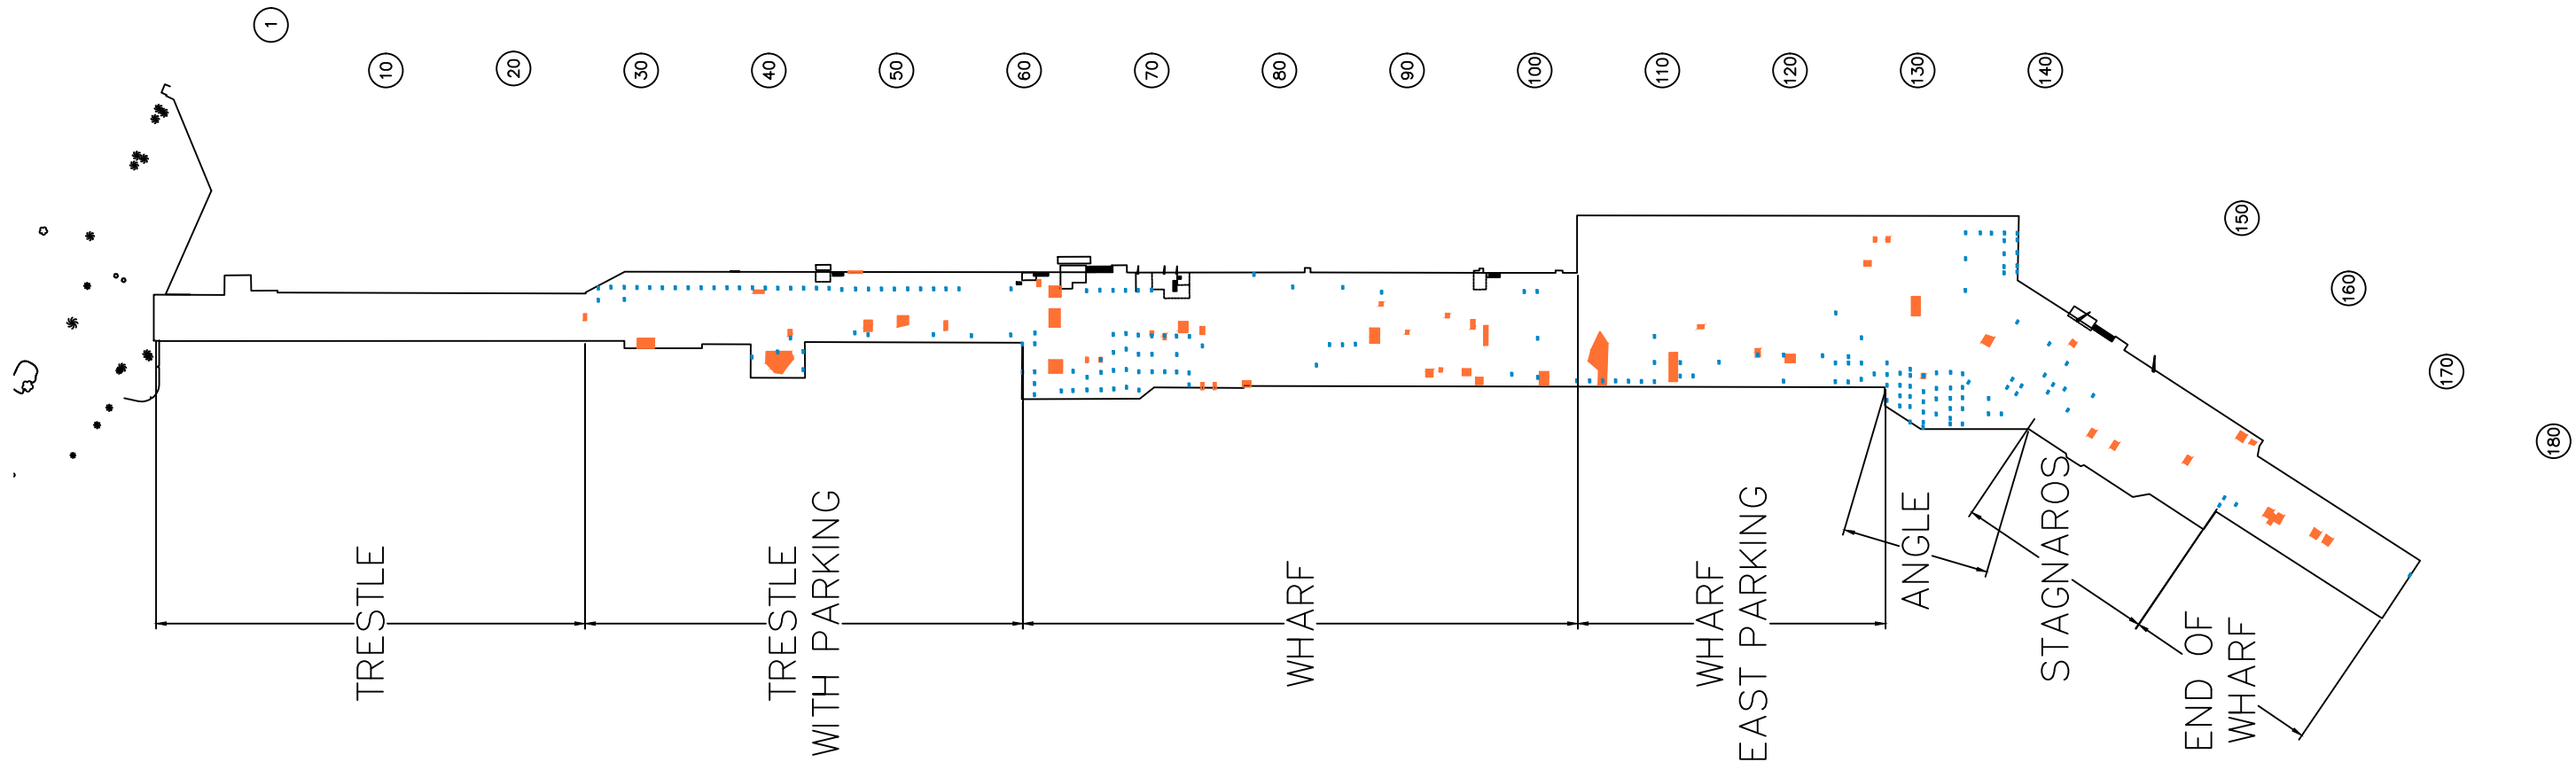 1
10
20
30
40
50
60
70
80
90
100
110
120
130
140
150
160
170
180
TRESTLE
TRESTLE
WITH PARKING
WHARF
WHARF
EAST PARKING
ANGLE
STAGNAROS
END OF
WHARF